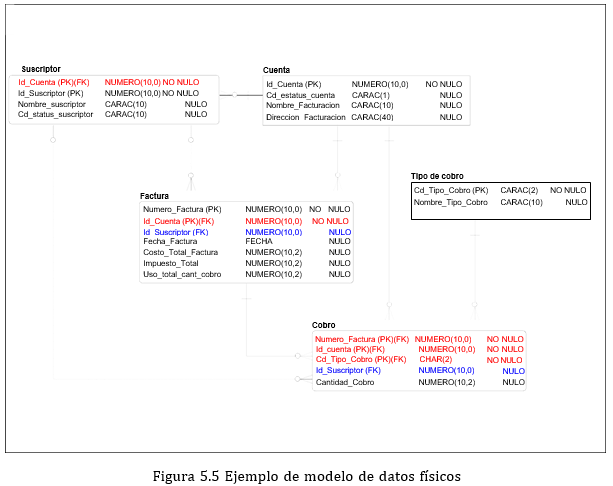 Suscriptor
Id_Cuenta (PK)(FK) NUMERO(10,0) NO NULO
Id_Suscriptor (PK) NUMERO(10,0) NO NULO
Nombre_suscriptor CARAC(10) NULO
Cd_status_suscriptor CARAC(10) NULO
Cuenta
Id_Cuenta (PK) NUMERO(10,0) NO NULO
Cd_estatus_cuenta CARAC(1) NULO
Nombre_Facturacion CARAC(10) NULO
Direccion Facturacion CARAC(40) NULO
Tipo de cobro
Cd_Tipo_Cobro (PK) CARAC(2) NO NULO
Nombre_Tipo_Cobro CARAC(10) NULO
Factura
Numero_Factura (PK) NUMERO(10,0) NO NULO
Id_Cuenta (PK)(FK) NUMERO(10,0) NO NULO
Id_Suscriptor (FK) NUMERO(10,0) NULO
Fecha_Factura FECHA NULO
Costo_Total_Factura NUMERO(10,2) NULO
Impuesto_Total NUMERO(10,2) NULO
Uso_total_cant_cobro NUMERO(10,2) NULO
Cobro
Numero_Factura (PK)(FK) NUMERO(10,0) NO NULO
Id_cuenta (PK)(FK) NUMERO(10,0) NO NULO
Cd_Tipo_Cobro (PK)(FK) CHAR(2) NO NULO
Id_Suscriptor (FK) NUMERO(10,0) NULO
Cantidad_Cobro NUMERO(10,2) NULO
Figura 5.5 Ejemplo de modelo de datos físicos